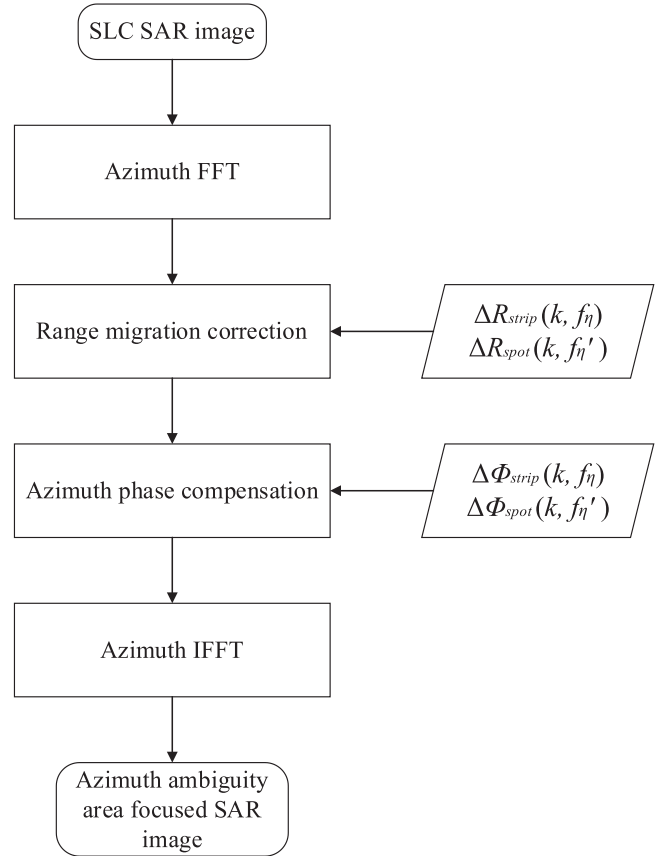 SLC SAR image
Azimuth FFT
Range migration correction
ΔRstrip(k, fη)
ΔRspot(k, fη')
Azimuth phase compensation
ΔΦstrip(k, fη)
ΔΦspot(k, fη')
Azimuth IFFT
Azimuth ambiguity
area focused SAR
image